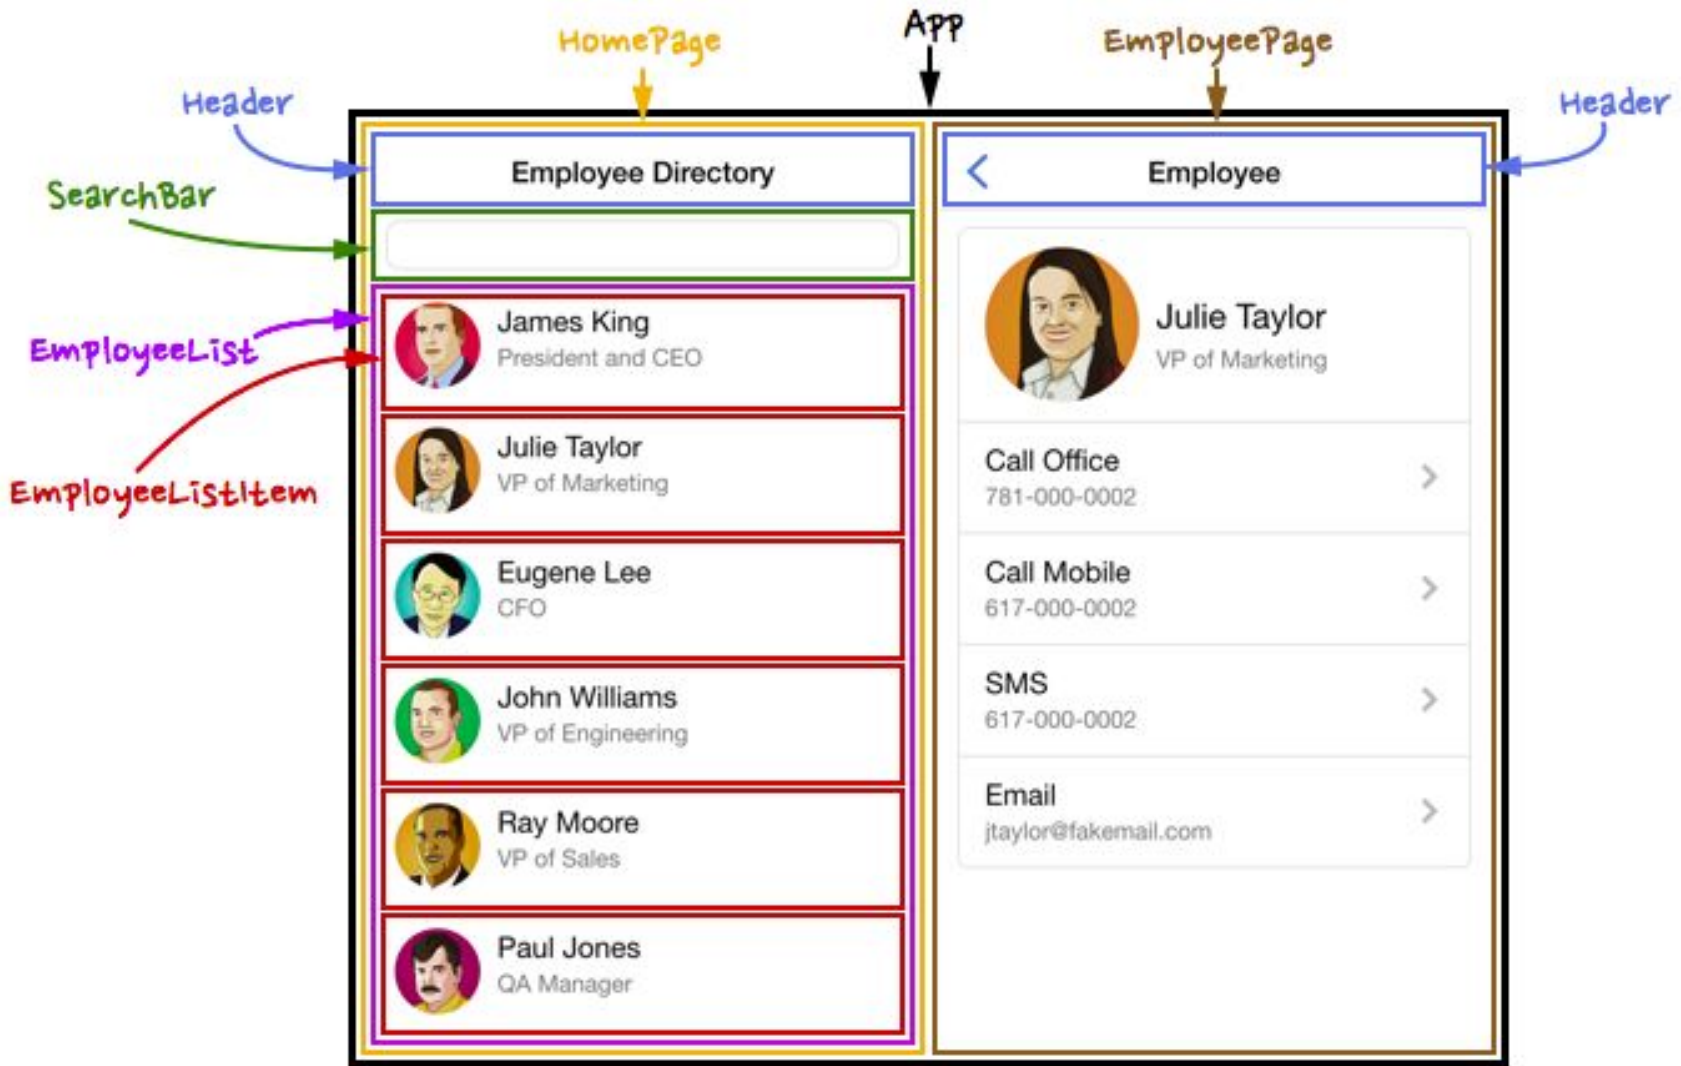 App
HomePage
EmployeePage
Header
Header
SearchBar
EmployeeList
EmployeeListItem
Employee Directory
James King
President and CEO
Julie Taylor
VP of Marketing
Eugene Lee
CFO
John Williams
VP of Engineering
Ray Moore
VP of Sales
Paul Jones
QA Manager
Employee
Julie Taylor
VP of Marketing
Call Office
781-000-0002
Call Mobile
617-000-0002
SMS
617-000-0002
Email
jtaylor@fakemail.com